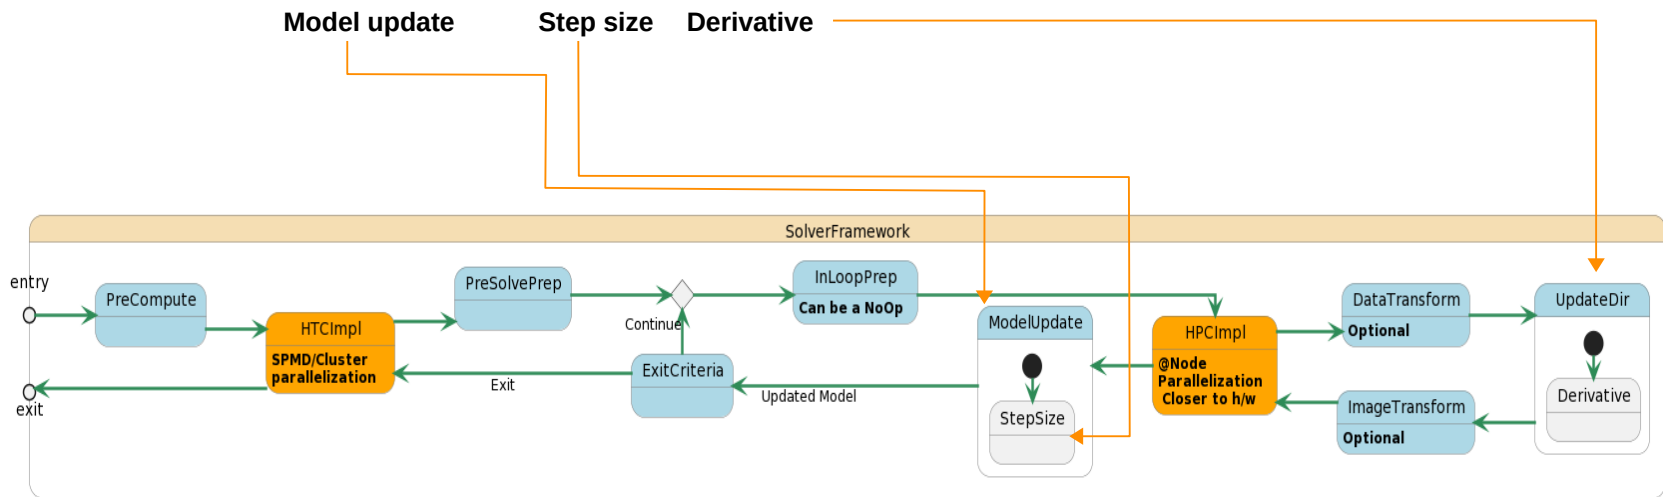 Model update
Step size
Derivative
SolverFramework
entry
PreCompute
HTCImpl
SPMD/Cluster
parallelization
PreSolvePrep
Continue
InLoopPrep
Can be a NoOp
ModelUpdate
StepSize
HPCImpl
@Node
Parallelization
Closer to h/w
DataTransform
Optional
UpdateDir
Derivative
ImageTransform
Optional
Updated Model
ExitCriteria
Exit
exit